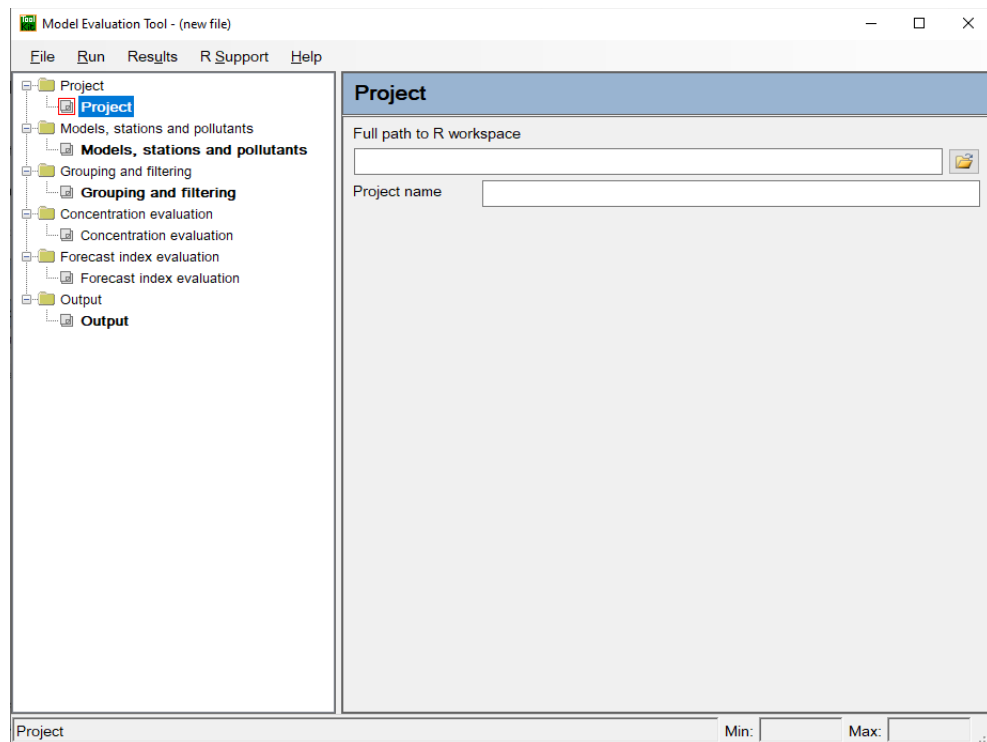 Tool
Kit
Model Evaluation Tool - (new file)
File Run Results R Support Help
Project
Project
Models, stations and pollutants
Models, stations and pollutants
Grouping and filtering
Grouping and filtering
Concentration evaluation
Concentration evaluation
Forecast index evaluation
Forecast index evaluation
Output
Output
Project
Full path to R workspace
Project name
Project
Min:
Max: